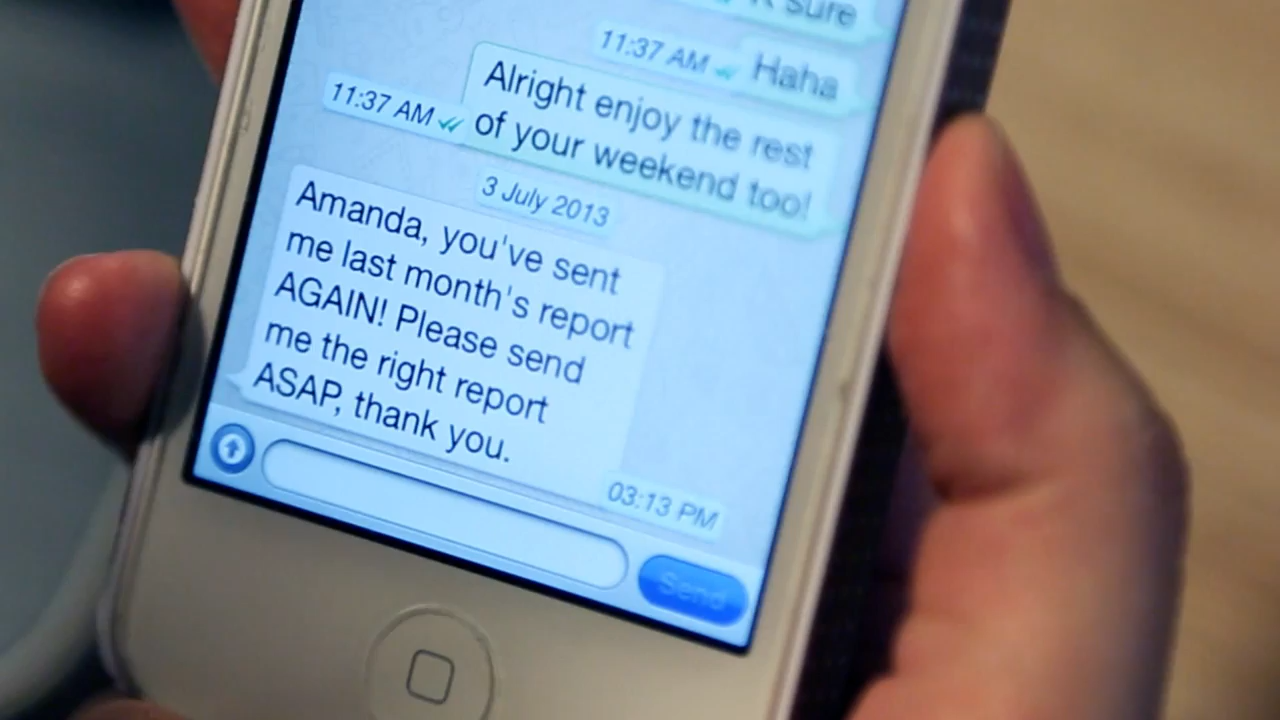 sure
11:37 AM
Haha
Alright enjoy the rest
11:37 AM
of your weekend too!
3 July 2013
Amanda, you've sent
me last month's report
AGAIN! Please send
me the right report
ASAP, thank you.
03:13 PM
Send